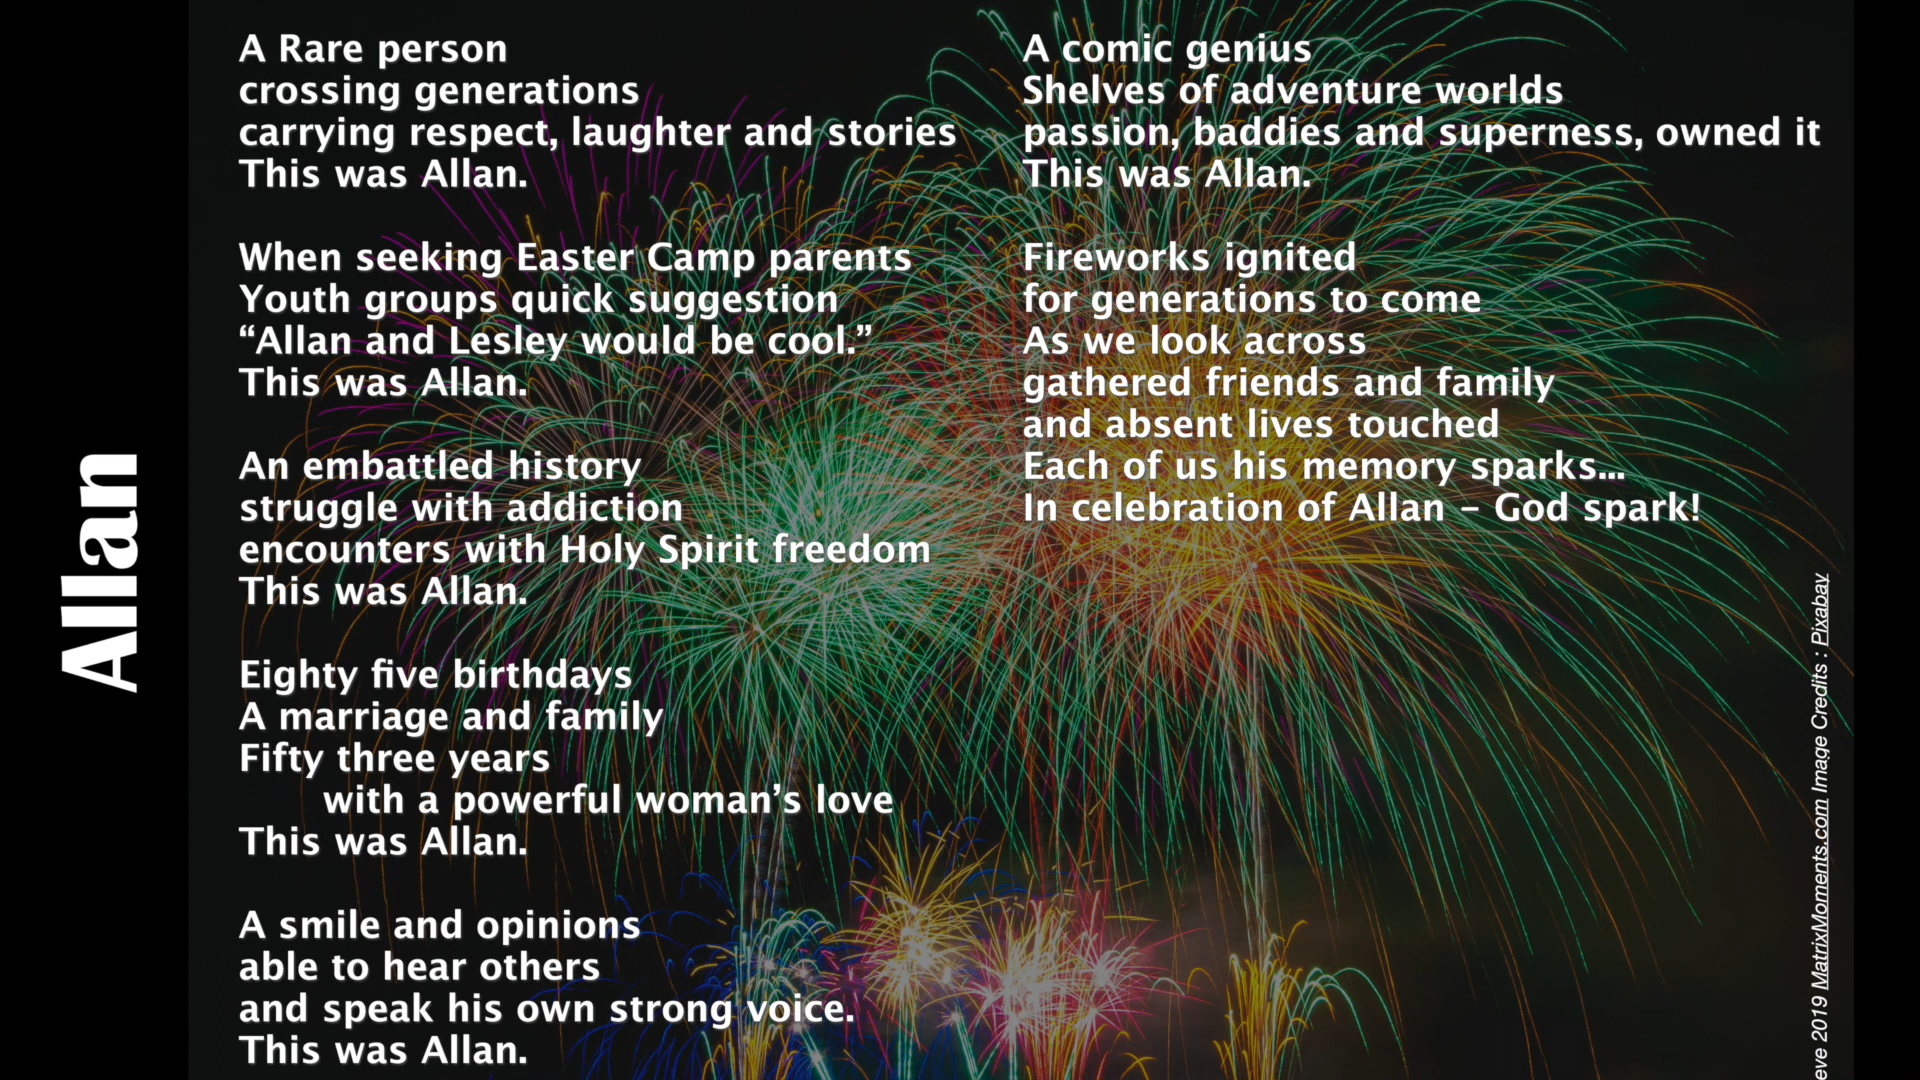 Allan
A Rare person
crossing generations
carrying respect, laughter and stories
This was Allan.
When seeking Easter Camp parents
Youth groups quick suggestion
“Allan and Lesley would be cool.”
This was Allan.
An embattled history
struggle with addiction
encounters with Holy Spirit freedom
This was Allan.
Eighty five birthdays
A marriage and family
Fifty three years
with a powerful woman’s love
This was Allan.
A smile and opinions
able to hear others
and speak his own strong voice.
This was Allan.
A comic genius
Shelves of adventure worlds
passion, baddies and superness, owned it
This was Allan.
Fireworks ignited
for generations to come
As we look across
gathered friends and family
and absent lives touched
Each of us his memory sparks...
In celebration of Allan – God spark!
2019 MatrixMoments.com Image Credits : Pixabay